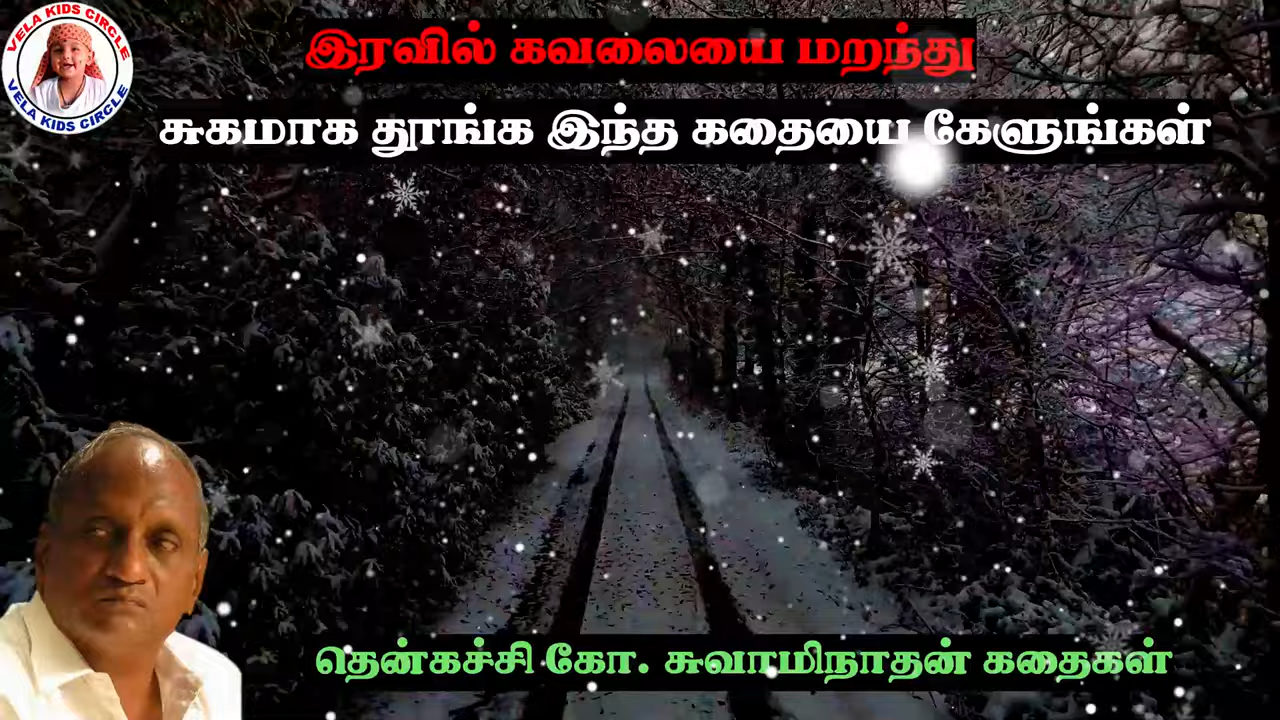 VELA KIDS CIRCLE
VELA KIDS CIRCLE
இரவில் கவலையை மறந்து
சுகமாக தூங்க இந்த கதையை கேளுங்கள்
தென்கச்சி கோ. சுவாமிநாதன் கதைகள்